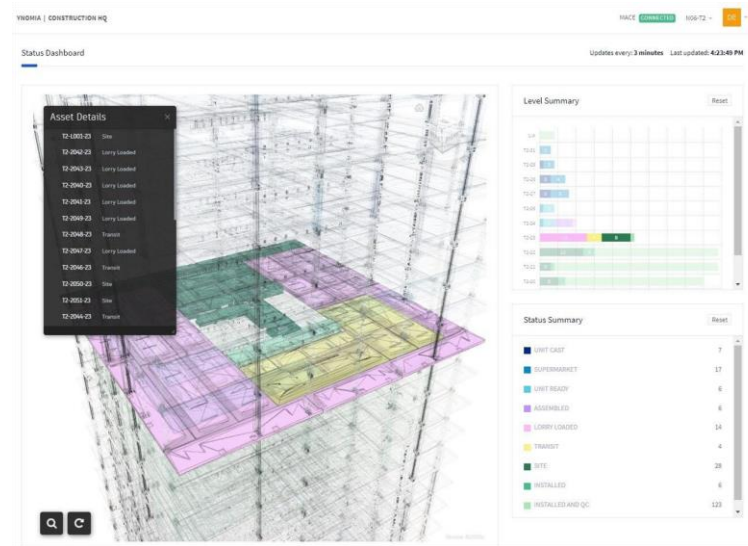 YNOMIA | CONSTRUCTION HQ
MACE CONNECTED N06-T2
Status Dashboard
Updates every: 3 minutes Last updated: 4:23:49 PM
Asset Details ×
T2-L001-23 Site
T2-2042-23 Lorry Loaded
T2-2043-23 Lorry Loaded
T2-2040-23 Lorry Loaded
T2-2041-23 Lorry Loaded
T2-2049-23 Lorry Loaded
T2-2048-23 Transit
T2-2047-23 Lorry Loaded
T2-2046-23 Transit
T2-2050-23 Site
T2-2051-23 Site
T2-2044-23 Transit
Level Summary
Reset
Status Summary
Reset
UNIT CAST 7
SUPERMARKET 17
UNIT READY 6
ASSEMBLED 6
LORRY LOADED 14
TRANSIT 4
SITE 28
INSTALLED 6
INSTALLED AND QC 123